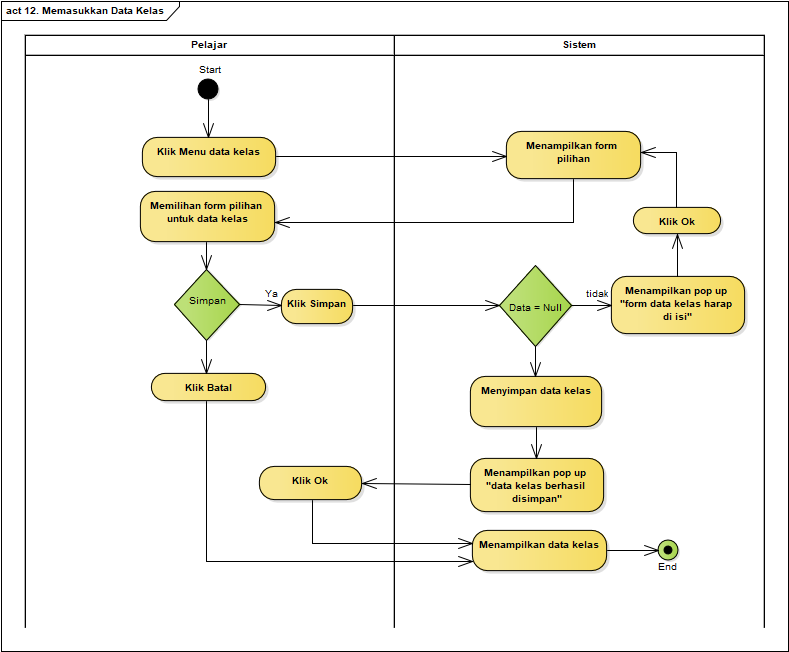 act 12. Memasukkan Data Kelas
Pelajar
Sistem
Start
Klik Menu data kelas
Menampilkan form
pilihan
Memilihan form pilihan
untuk data kelas
Klik Ok
Simpan
Ya
Klik Simpan
Data = Null
tidak
Menampilkan pop up
"form data kelas harap
di isi"
Klik Batal
Menyimpan data kelas
Klik Ok
Menampilkan pop up
"data kelas berhasil
disimpan"
Menampilkan data kelas
End